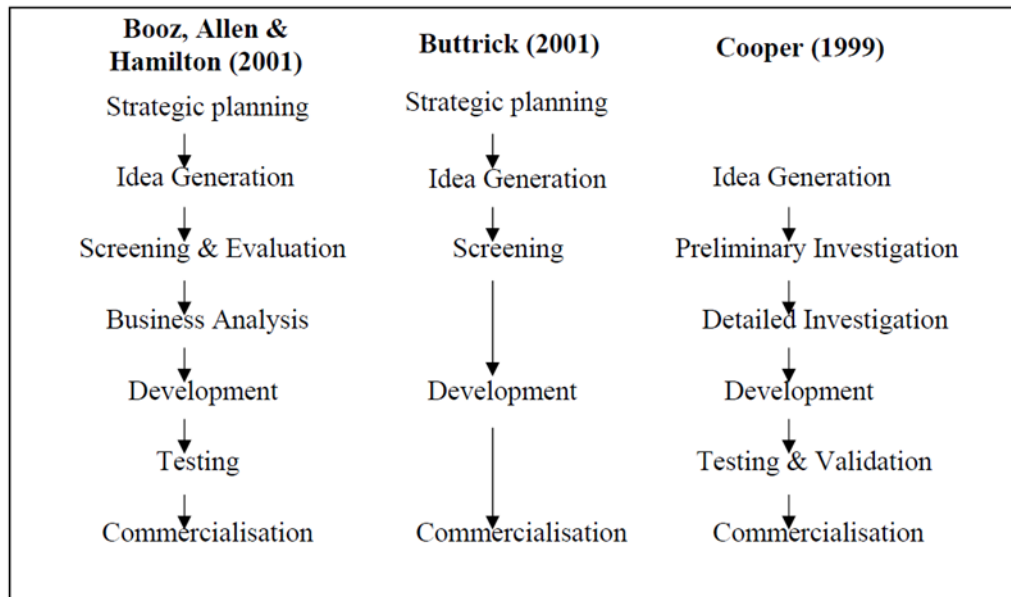 Booz, Allen &
Hamilton (2001)
Strategic planning
Idea Generation
Screening & Evaluation
Business Analysis
Development
Testing
Commercialisation
Buttrick (2001)
Strategic planning
Idea Generation
Screening
Development
Commercialisation
Cooper (1999)
Idea Generation
Preliminary Investigation
Detailed Investigation
Development
Testing & Validation
Commercialisation